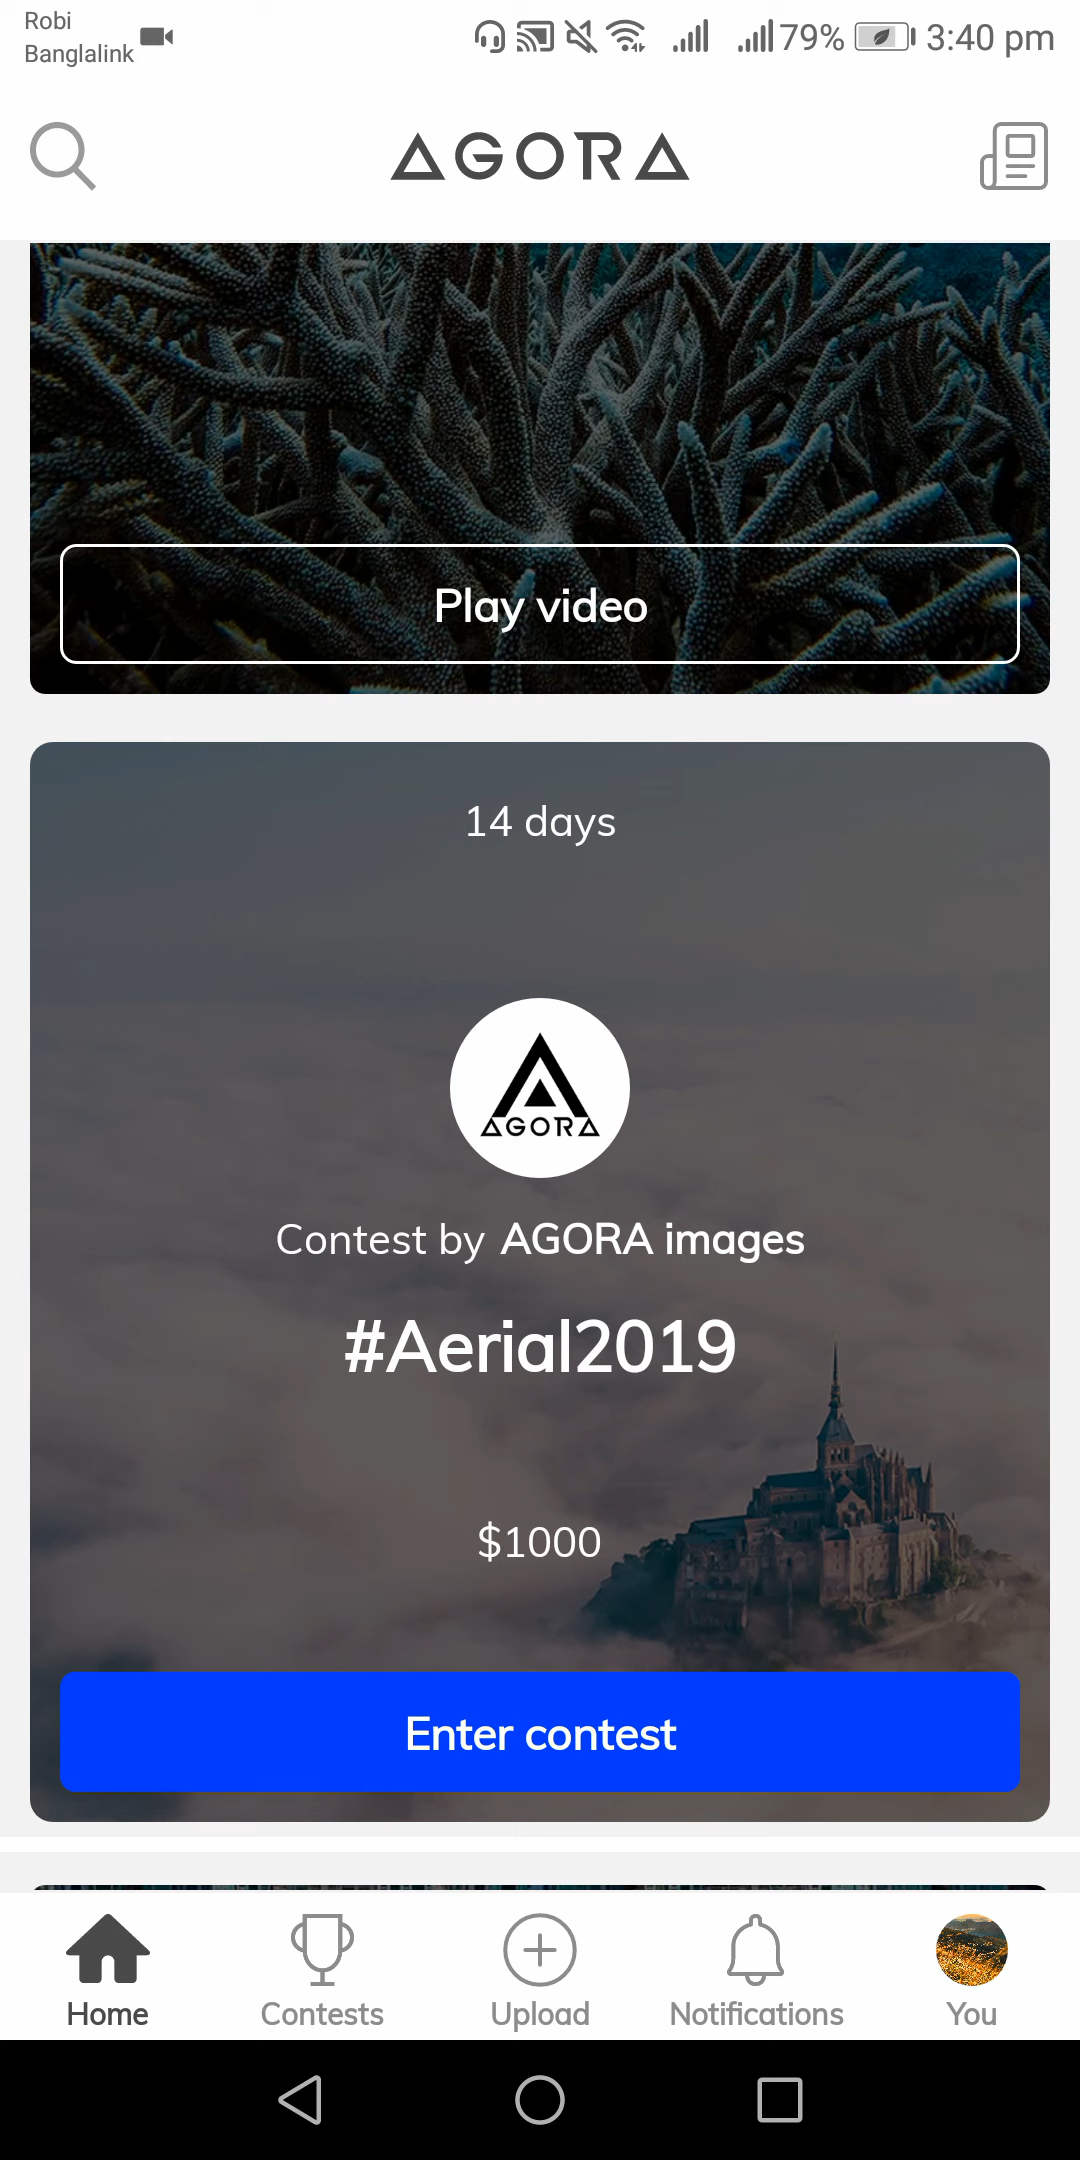 Robi
Banglalink
79% 3:40 pm
AGORA
Play video
14 days
AGORA
Contest by AGORA images
#Aerial2019
$1000
Enter contest
Home Contests Upload Notifications You